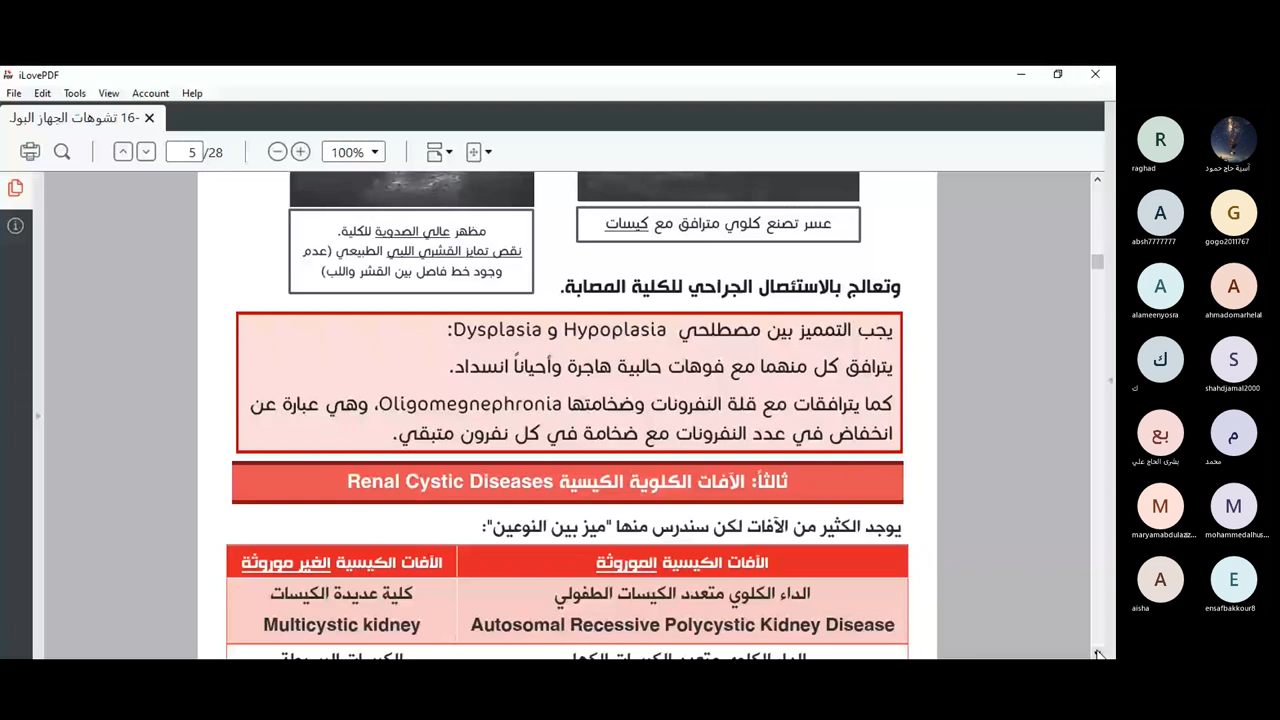 iLovePDF
File Edit Tools View Account Help
-16 تشوهات الجهاز البول
5 /28
100%
مظهر عالي الصدوية للكلية.
نقص تمايز القشري اللبي الطبيعي (عدم
وجود خط فاصل بين القشر واللب)
عسر تصنع كلوي مترافق مع كيسات
وتعالج بالاستئصال الجراحي للكلية المصابة.
يجب التمميز بين مصطلحي Hypoplasia و Dysplasia:
يترافق كل منهما مع فوهات حالبية هاجرة وأحياناً انسداد.
كما يترافقات مع قلة النفرونات وضخامتها Oligomegnephronia، وهي عبارة عن
انخفاض في عدد النفرونات مع ضخامة في كل نفرون متبقي.
ثالثاً: الآفات الكلوية الكيسية Renal Cystic Diseases
يوجد الكثير من الآفات لكن سندرس منها "ميز بين النوعين":
الآفات الكيسية الموروثة
الآفات الكيسية الغير موروثة
الداء الكلوي متعدد الكيسات الطفولي
كلية عديدة الكيسات
Autosomal Recessive Polycystic Kidney Disease
Multicystic kidney
R
raghad
آسية حاج حمود
A
absh7777777
G
gogo2011767
A
alameenyosra
A
ahmadomarhelal
ك
ك
S
shahdjamal2000
بع
بشرى الحاج علي
م
محمد
M
maryamabdulaziz...
M
mohammedalhus...
A
aisha
E
ensafbakkour8